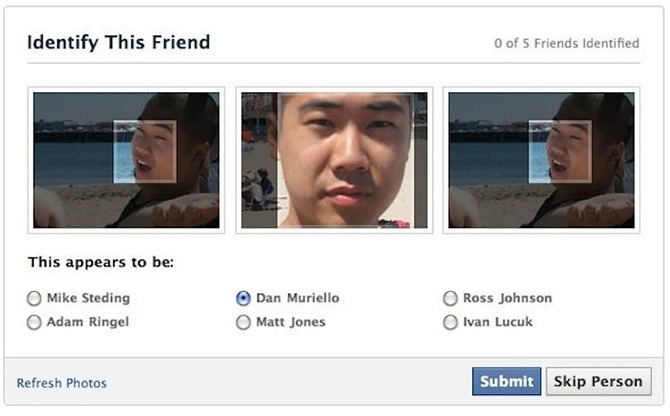 Identify This Friend 0 of 5 Friends Identified
This appears to be:
Mike Steding Dan Muriello Ross Johnson
Adam Ringel Matt Jones Ivan Lucuk
Refresh Photos Submit Skip Person